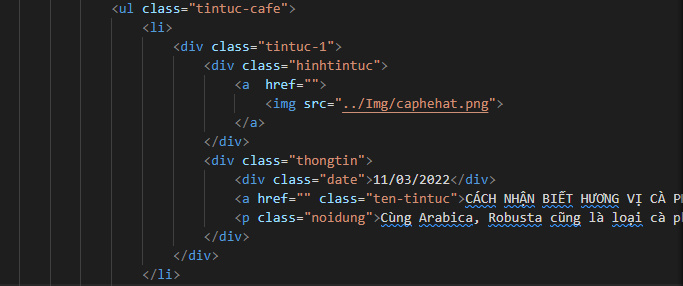 <ul class="tintuc-cafe">
<li>
<div class="tintuc-1">
<div class="hinhtintuc">
<a  href="">
<img src="../Img/caphehat.png">
</a>
</div>
<div class="thongtin">
<div class="date">11/03/2022</div>
<a href="" class="ten-tintuc">CÁCH NHẬN BIẾT HƯƠNG VỊ CÀ
<p class="noidung">Cùng Arabica, Robusta cũng là loại cà
</div>
</div>
</li>